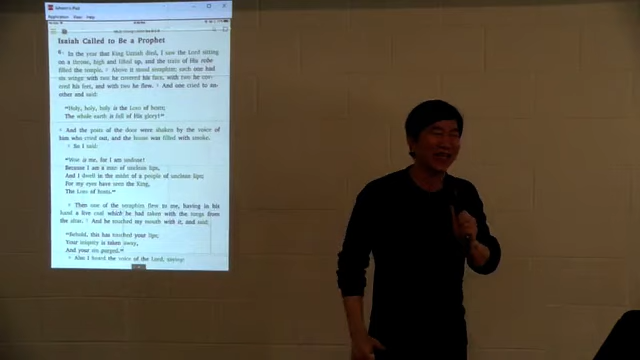 Isaiah Called to Be a Prophet
6 In the year that King Uzziah died, I saw the Lord sitting
on a throne, high and lifted up, and the train of His robe
filled the temple. Above it stood seraphim; each one had
six wings: with two he covered his face, with two he cov-
ered his feet, and with two he flew. And one cried to an-
other and said:
"Holy, holy, holy is the LORD of hosts;
The whole earth is full of His glory!"
And the posts of the door were shaken by the voice of
him who cried out, and the house was filled with smoke.
So I said:
"Woe is me, for I am undone!
Because I am a man of unclean lips,
And I dwell in the midst of a people of unclean lips;
For my eyes have seen the King,
The LORD of hosts."
Then one of the seraphim flew to me, having in his
hand a live coal which he had taken with the tongs from
the altar. And he touched my mouth with it, and said:
"Behold, this has touched your lips;
Your iniquity is taken away,
And your sin purged."
Also I heard the voice of the Lord, saying: